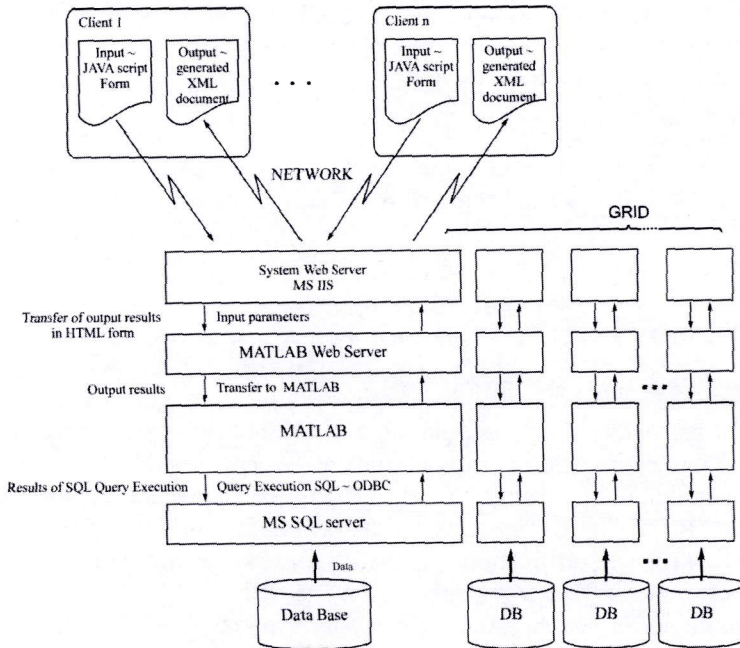 Client 1
Input ~
JAVA script
Form
Output ~
generated
XML
document
. . .
Client n
Input ~
JAVA script
Form
Output ~
generated
XML
document
NETWORK
GRID
System Web Server
MS IIS
Transfer of output results
in HTML form
Input parameters
MATLAB Web Server
Output results
Transfer to MATLAB
...
MATLAB
Results of SQL Query Execution
Query Execution SQL ~ ODBC
MS SQL server
Data
...
Data Base
DB
DB
DB